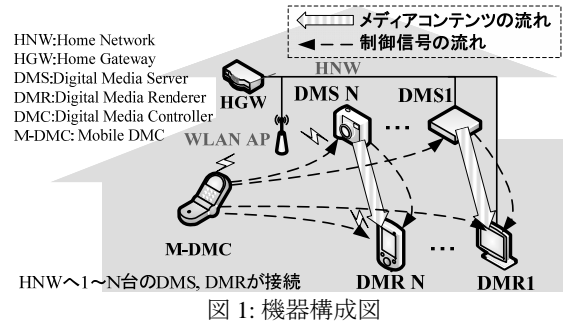 メディアコンテンツの流れ
制御信号の流れ
HNW:Home Network
HGW:Home Gateway
DMS:Digital Media Server
DMR:Digital Media Renderer
DMC:Digital Media Controller
M-DMC: Mobile DMC
HNW
HGW
DMS N
DMS1
WLAN AP
M-DMC
DMR N
DMR1
HNWへ1～N台のDMS, DMRが接続
図 1: 機器構成図